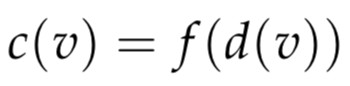 c(v) = f(d(v))